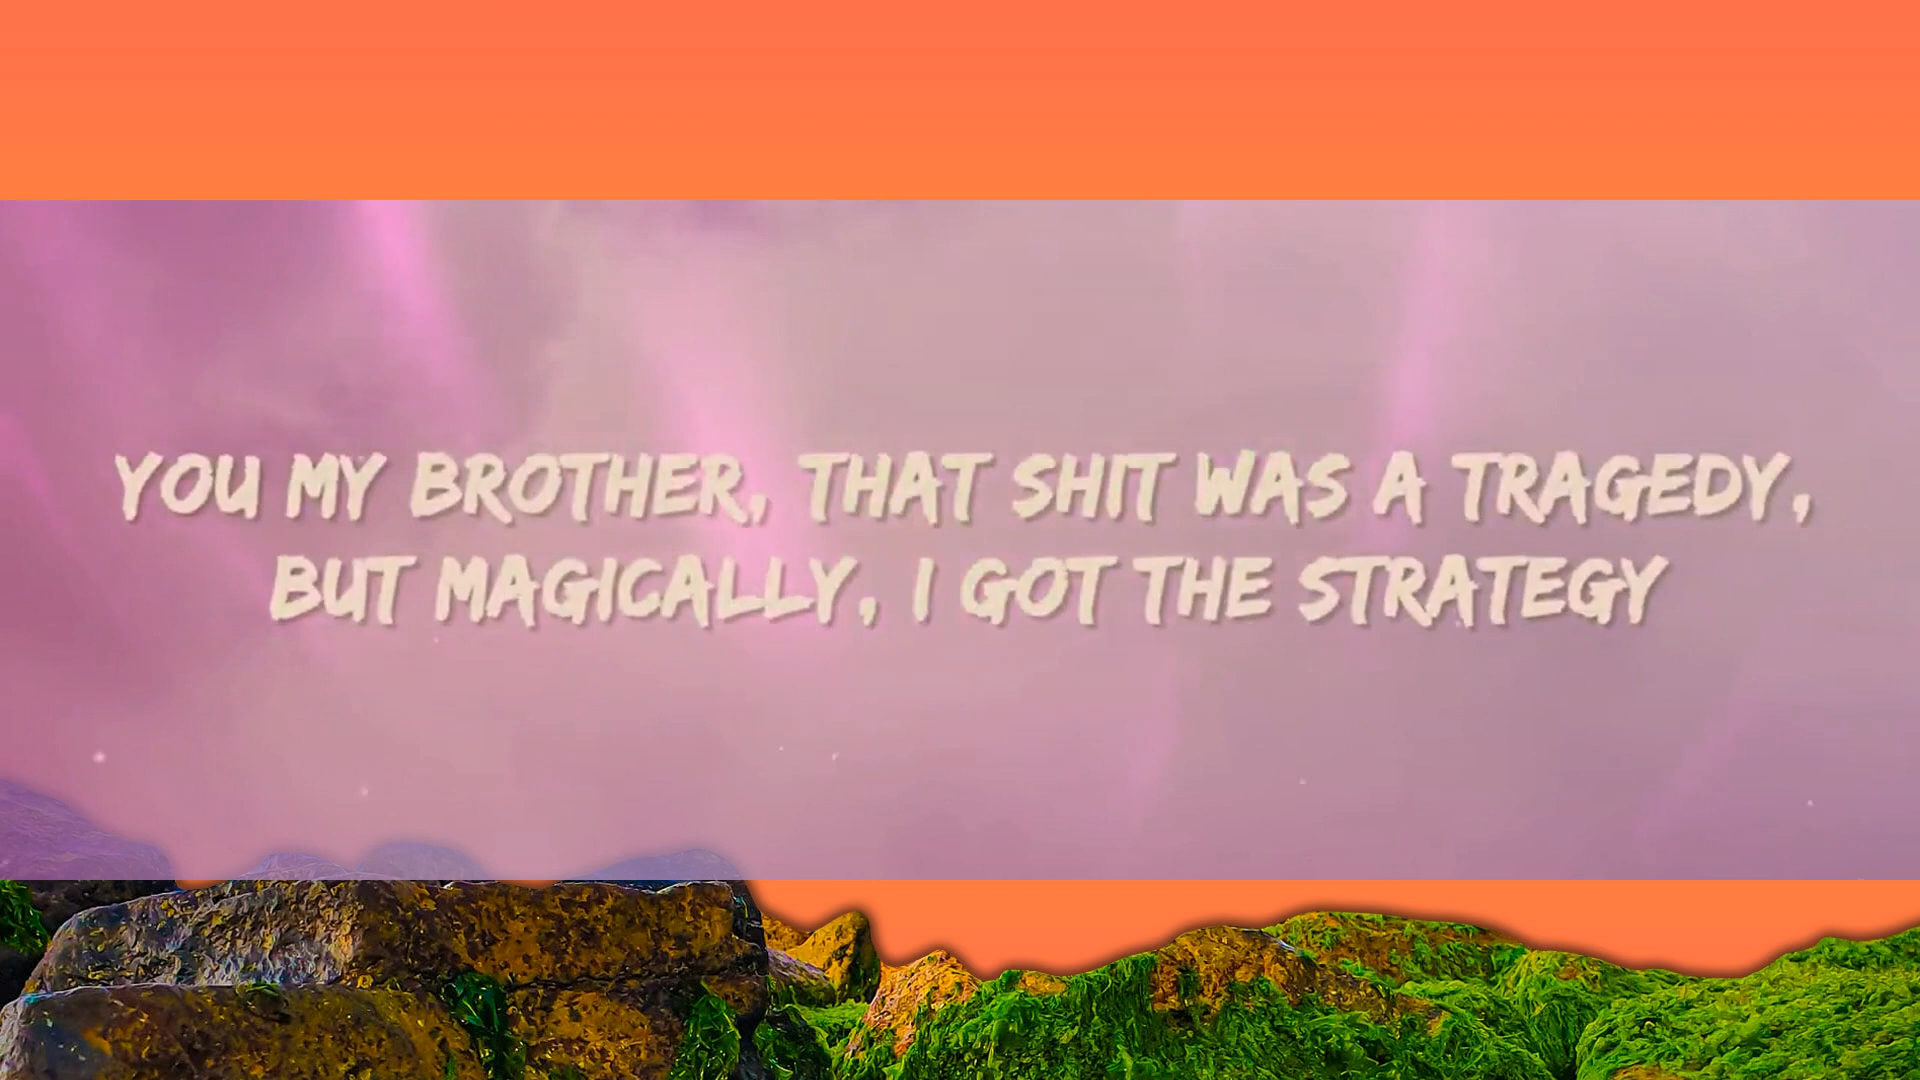 YOU MY BROTHER, THAT SHIT WAS A TRAGEDY,
BUT MAGICALLY, I GOT THE STRATEGY